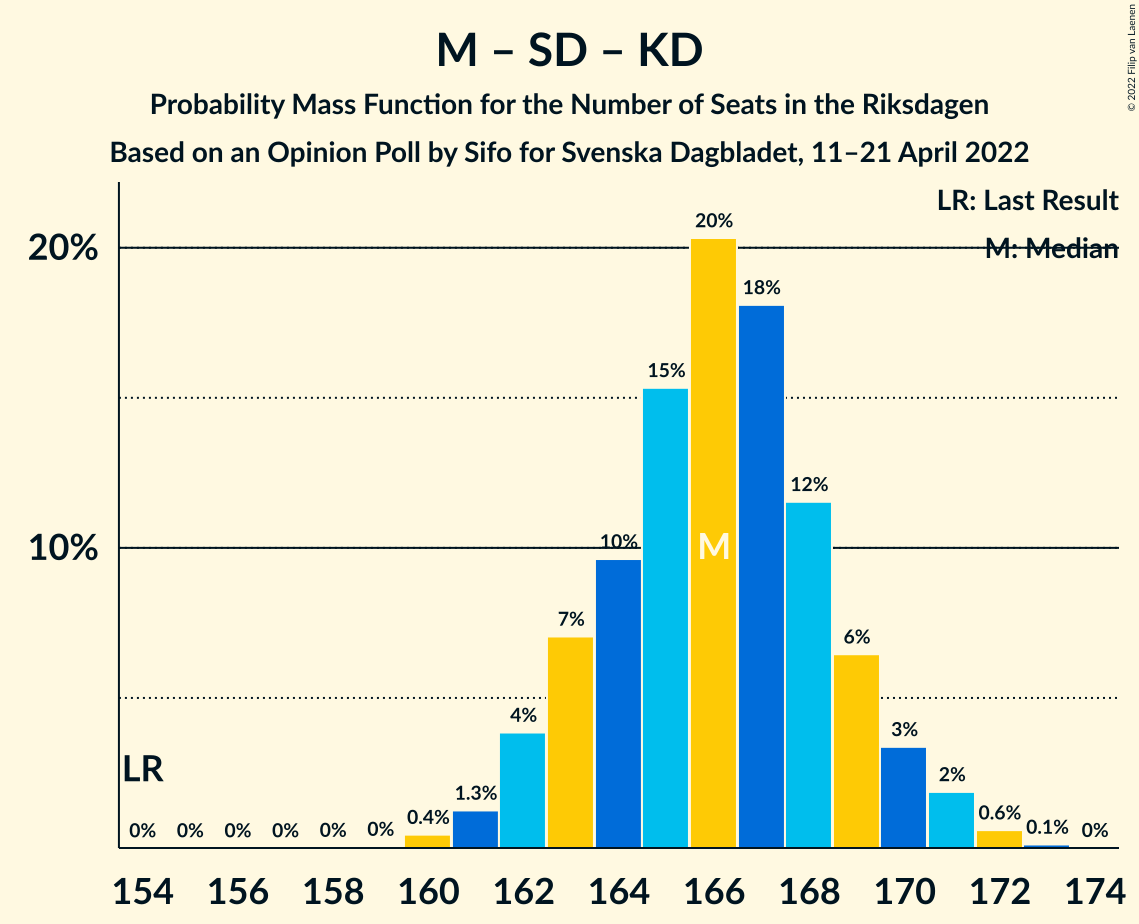 M – SD – KD
Probability Mass Function for the Number of Seats in the Riksdagen
Based on an Opinion Poll by Sifo for Svenska Dagbladet, 11–21 April 2022
© 2022 Filip van Laenen
LR: Last Result
M: Median
20%
10%
20%
18%
15%
12%
10%
M
7%
6%
4%
3%
2%
1.3%
0.4%
0.6%
0.1%
LR
0% 0% 0% 0% 0% 0% 0%
154 156 158 160 162 164 166 168 170 172 174